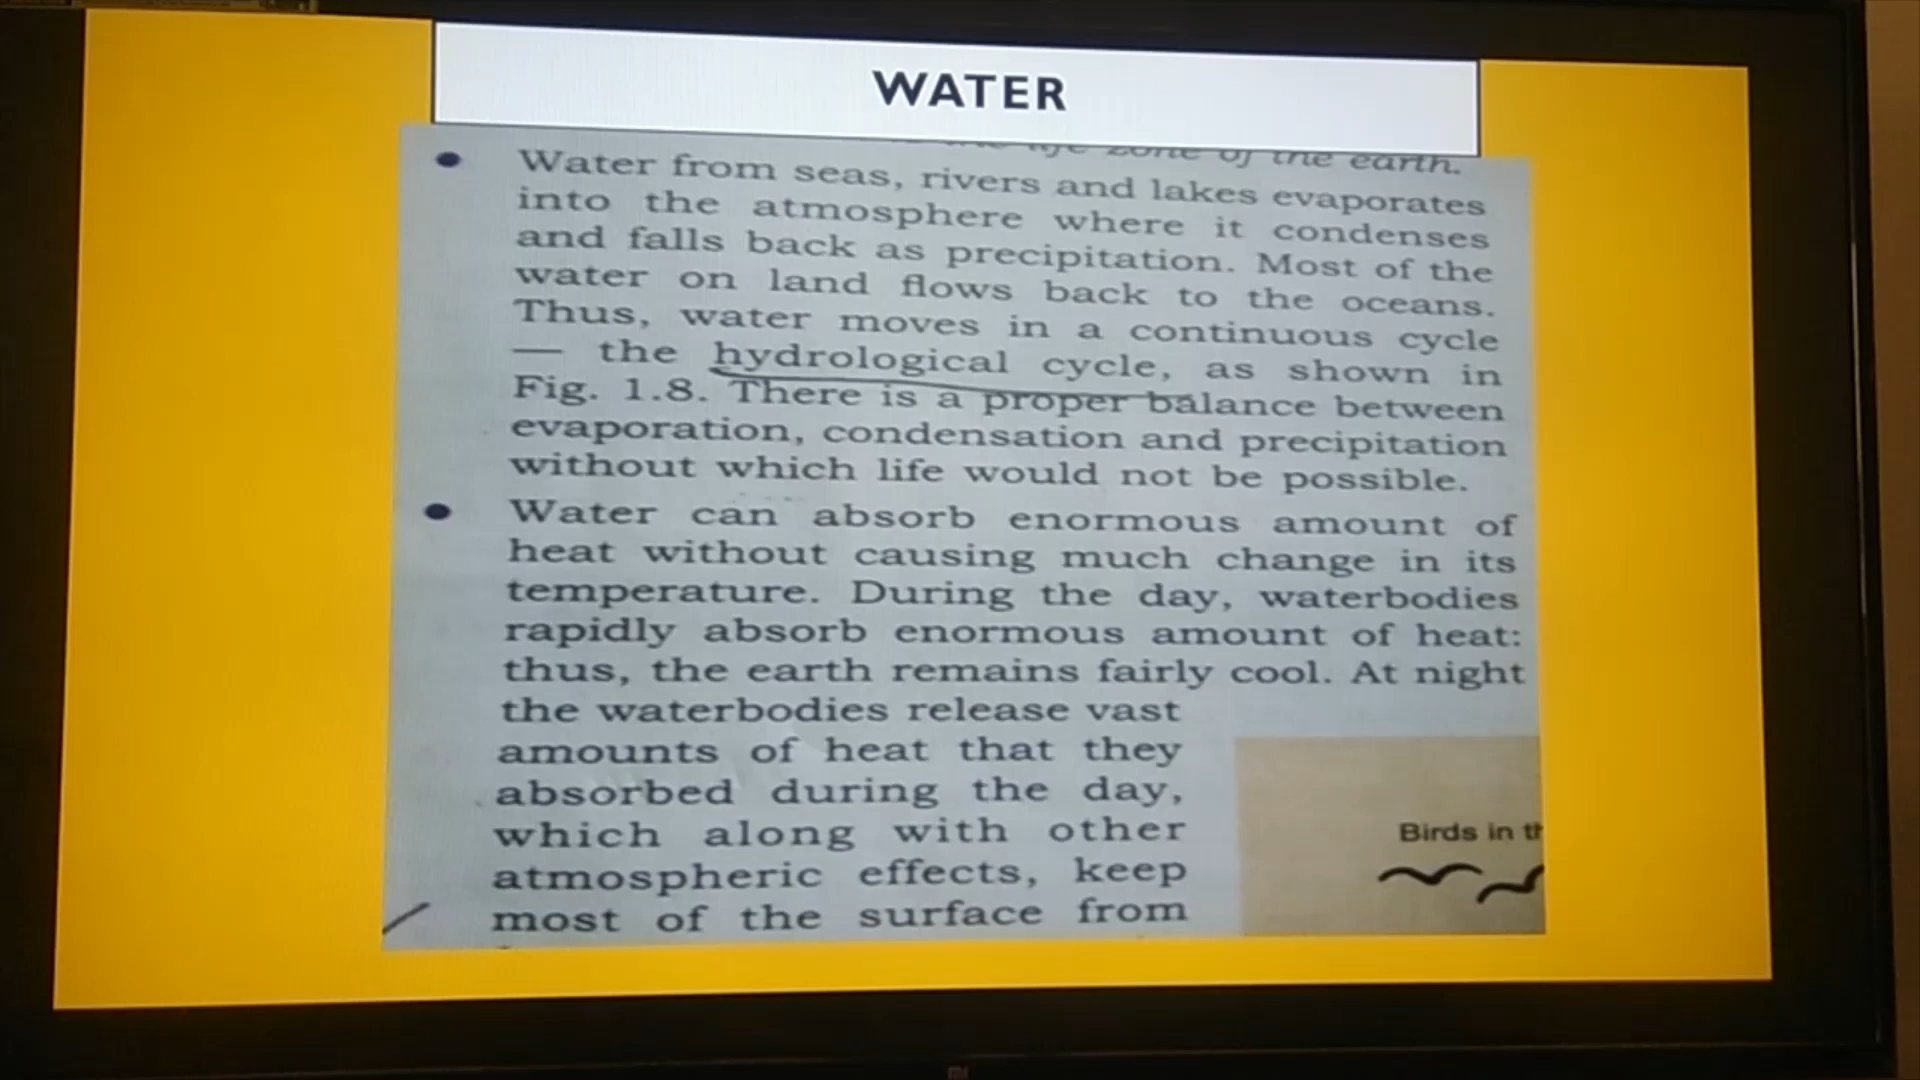 WATER
life zone of the earth.
• Water from seas, rivers and lakes evaporates
into the atmosphere where it condenses
and falls back as precipitation. Most of the
water on land flows back to the oceans.
Thus, water moves in a continuous cycle
— the hydrological cycle, as shown in
Fig. 1.8. There is a proper balance between
evaporation, condensation and precipitation
without which life would not be possible.
• Water can absorb enormous amount of
heat without causing much change in its
temperature. During the day, waterbodies
rapidly absorb enormous amount of heat:
thus, the earth remains fairly cool. At night
the waterbodies release vast
amounts of heat that they
absorbed during the day,
which along with other
atmospheric effects, keep
most of the surface from
Birds in th
mi